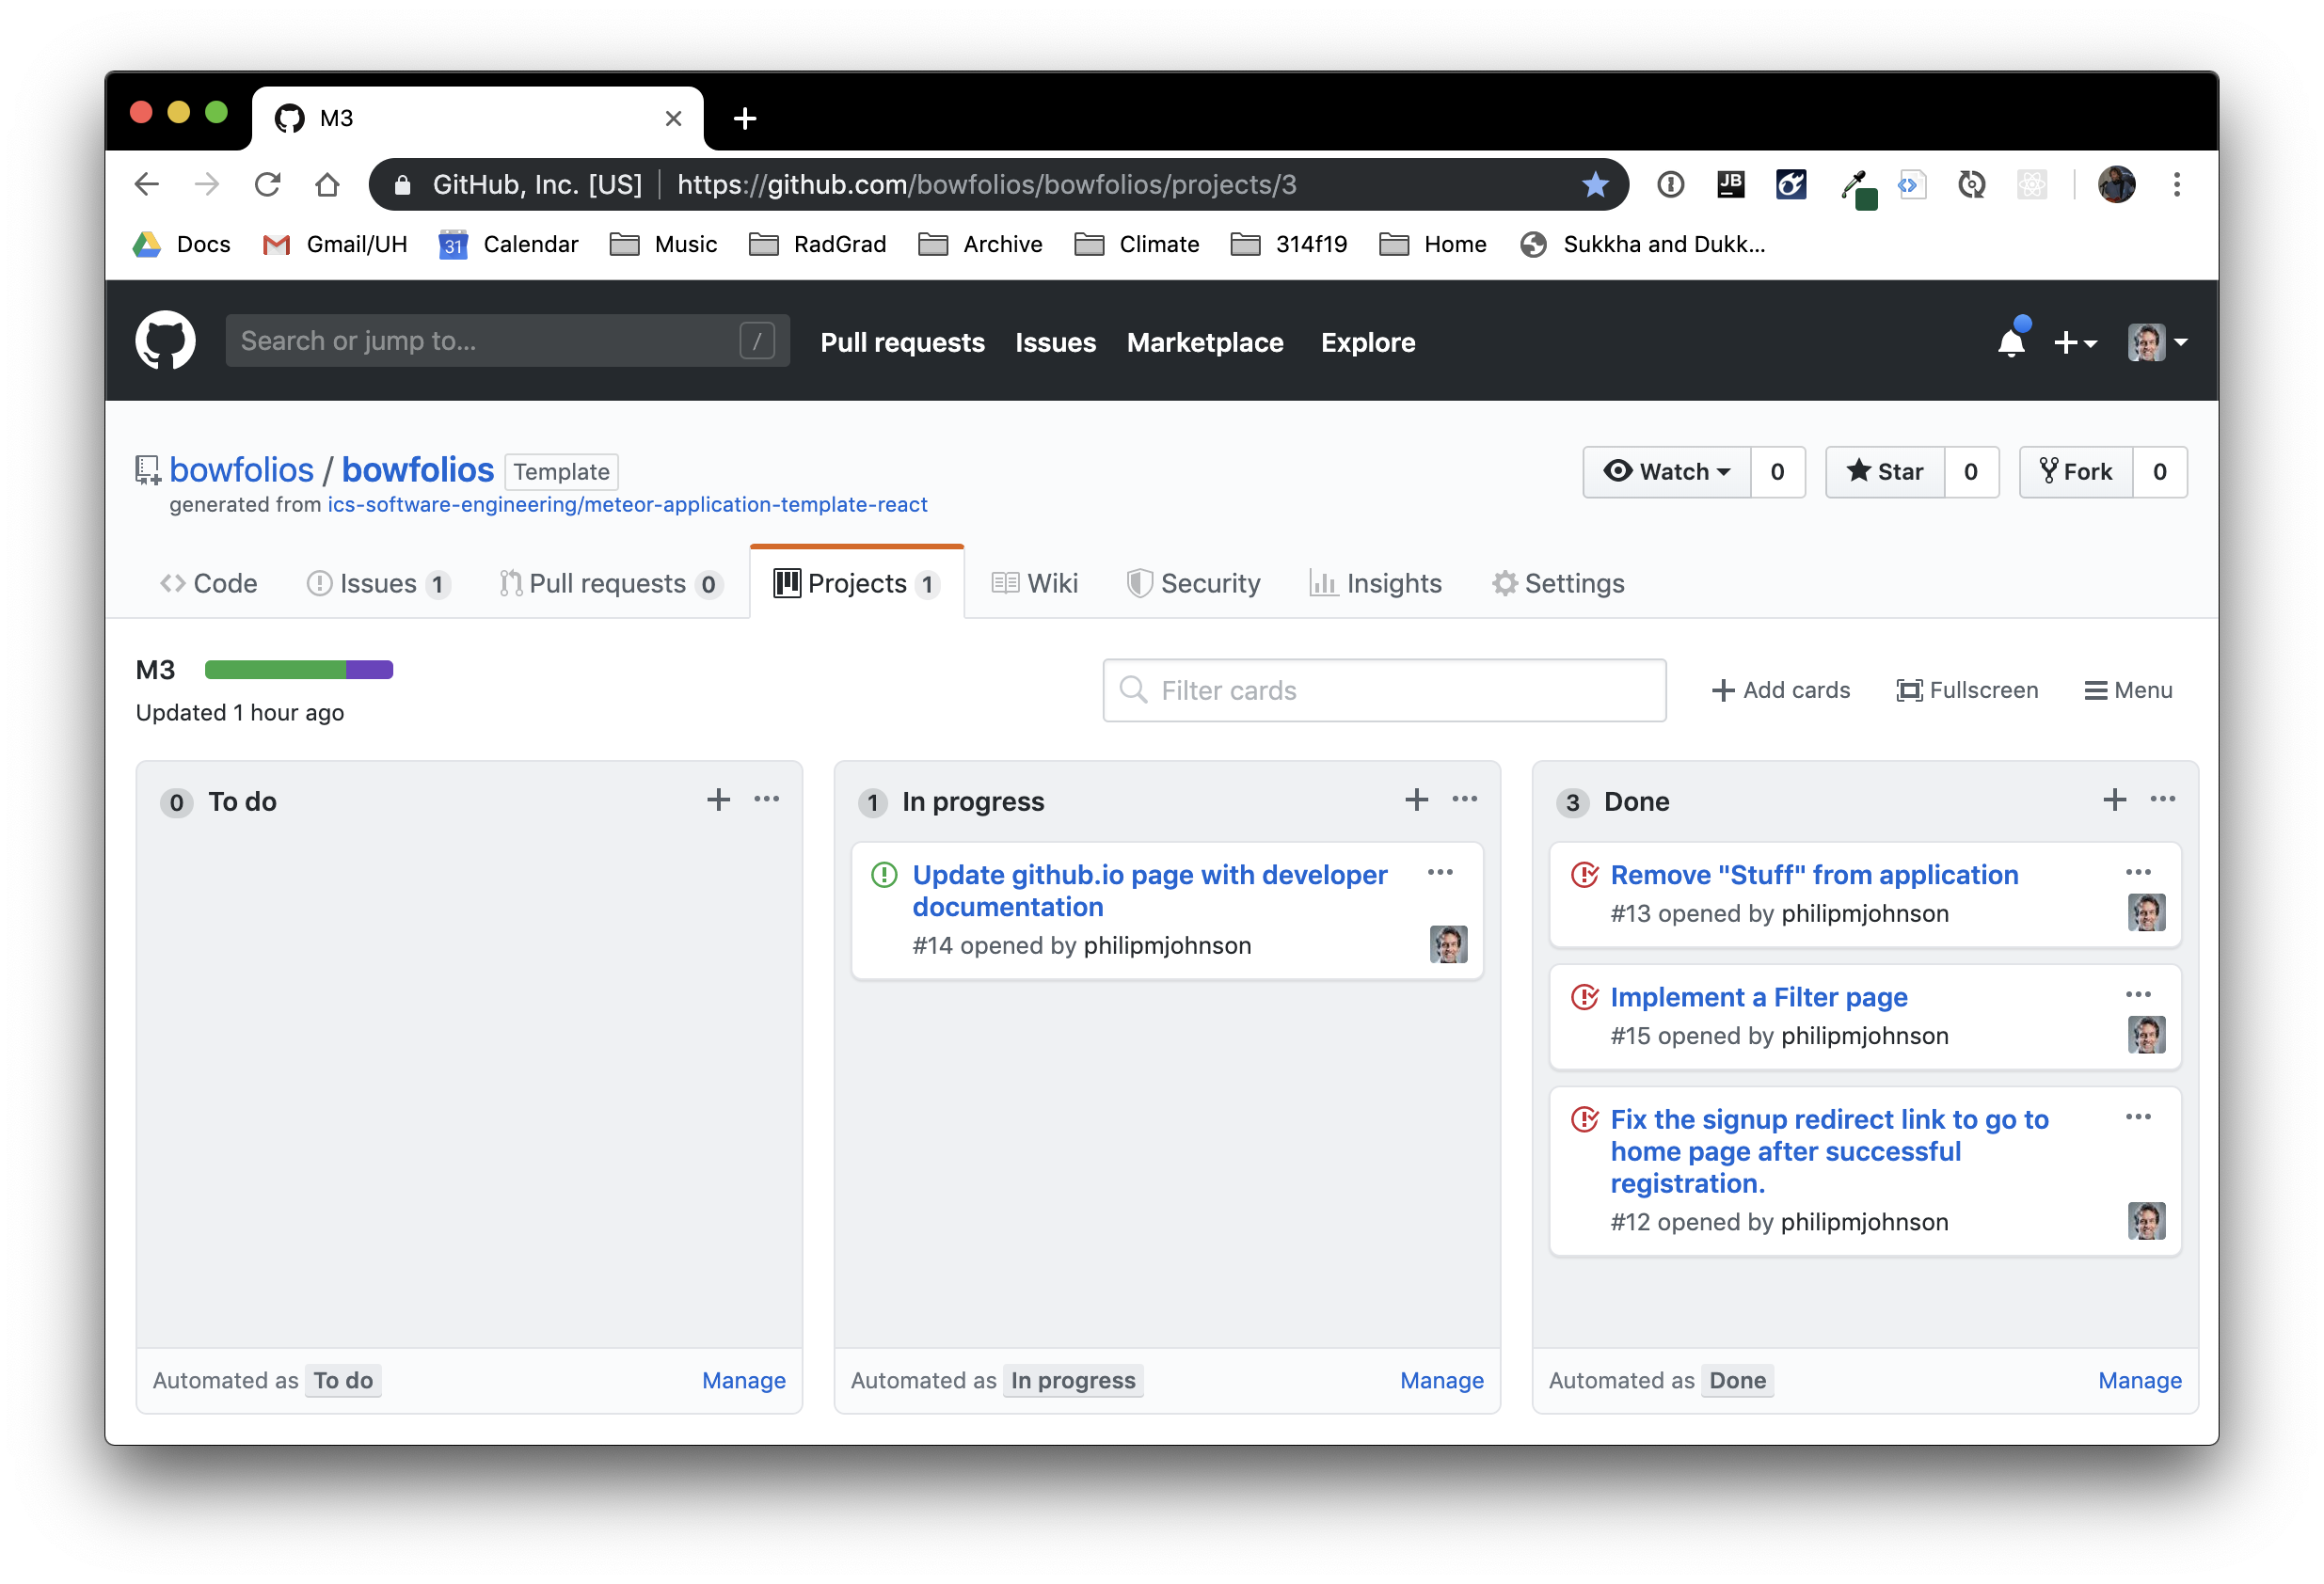 M3
GitHub, Inc. [US] https://github.com/bowfolios/bowfolios/projects/3
JB
Docs Gmail/UH 31 Calendar Music RadGrad Archive Climate 314f19 Home Sukkha and Dukk...
Search or jump to... / Pull requests Issues Marketplace Explore
bowfolios / bowfolios Template Watch 0 Star 0 Fork 0
generated from ics-software-engineering/meteor-application-template-react
Code Issues 1 Pull requests 0 Projects 1 Wiki Security Insights Settings
M3
Updated 1 hour ago
Filter cards Add cards Fullscreen Menu
0 To do
Automated as To do Manage
1 In progress
Update github.io page with developer
documentation
#14 opened by philipmjohnson
Automated as In progress Manage
3 Done
Remove "Stuff" from application
#13 opened by philipmjohnson
Implement a Filter page
#15 opened by philipmjohnson
Fix the signup redirect link to go to
home page after successful
registration.
#12 opened by philipmjohnson
Automated as Done Manage